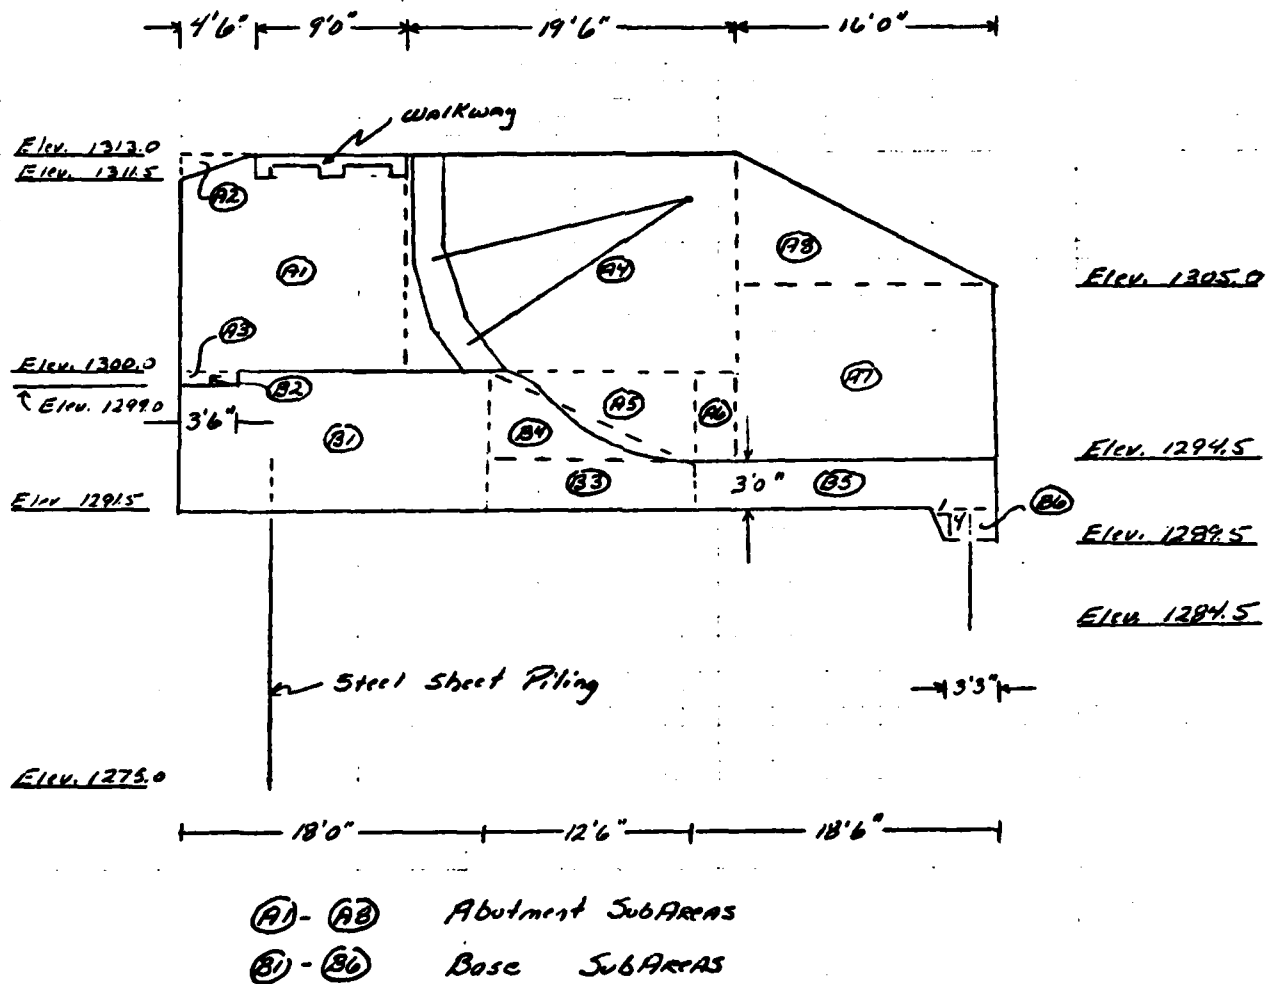 4'6" 9'0" 19'6" 16'0"
walkway
Elev. 1313.0
Elev. 1311.5
A2
A8
A1
A4
Elev. 1305.0
A3
Elev. 1300.0
B2
A7
Elev. 1299.0
A5
A6
3'6"
B1
B4
Elev. 1294.5
B3
3'0"
B5
Elev 1291.5
B6
1
4
Elev. 1289.5
Elev. 1284.5
Steel Sheet Piling
3'3"
Elev. 1275.0
18'0" 12'6" 18'6"
A1 - A8 Abutment SubAreas
B1 - B6 Base SubAreas